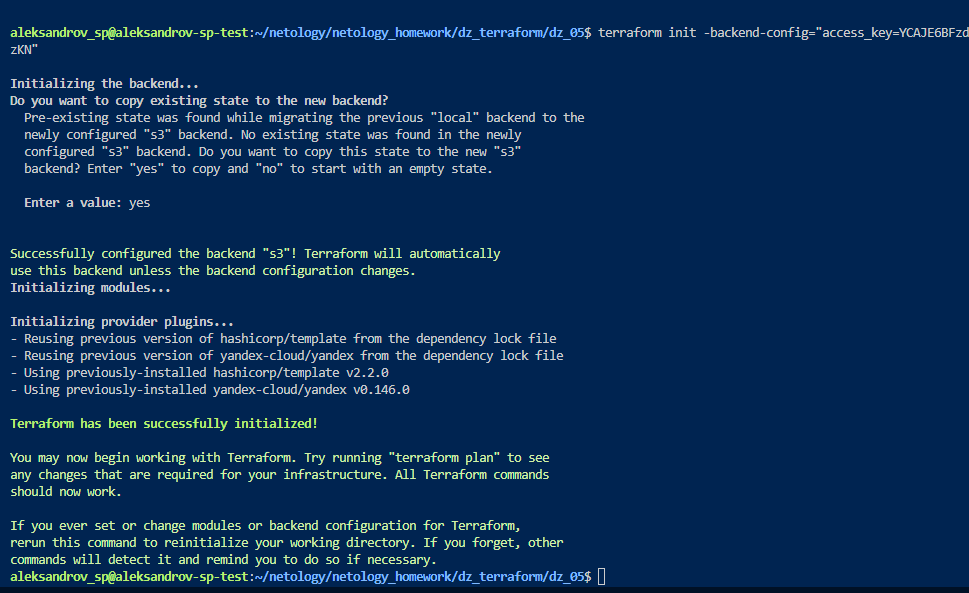 aleksandrov_sp@aleksandrov-sp-test:~/netology/netology_homework/dz_terraform/dz_05$ terraform init -backend-config="access_key=YCAJE6BFzd
zKN"
Initializing the backend...
Do you want to copy existing state to the new backend?
Pre-existing state was found while migrating the previous "local" backend to the
newly configured "s3" backend. No existing state was found in the newly
configured "s3" backend. Do you want to copy this state to the new "s3"
backend? Enter "yes" to copy and "no" to start with an empty state.
Enter a value: yes
Successfully configured the backend "s3"! Terraform will automatically
use this backend unless the backend configuration changes.
Initializing modules...
Initializing provider plugins...
- Reusing previous version of hashicorp/template from the dependency lock file
- Reusing previous version of yandex-cloud/yandex from the dependency lock file
- Using previously-installed hashicorp/template v2.2.0
- Using previously-installed yandex-cloud/yandex v0.146.0
Terraform has been successfully initialized!
You may now begin working with Terraform. Try running "terraform plan" to see
any changes that are required for your infrastructure. All Terraform commands
should now work.
If you ever set or change modules or backend configuration for Terraform,
rerun this command to reinitialize your working directory. If you forget, other
commands will detect it and remind you to do so if necessary.
aleksandrov_sp@aleksandrov-sp-test:~/netology/netology_homework/dz_terraform/dz_05$